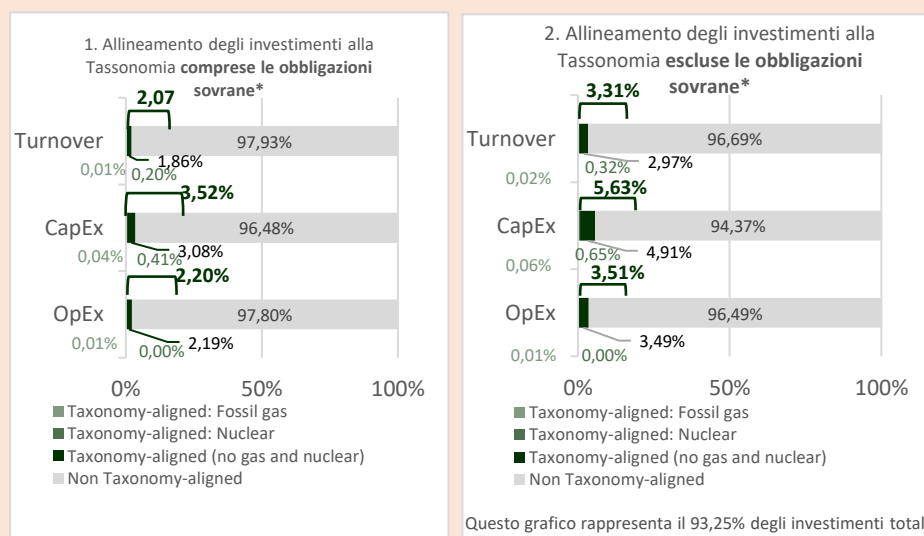 1. Allineamento degli investimenti alla
Tassonomia comprese le obbligazioni
sovrane*
2,07
Turnover
97,93%
1,86%
0,01%
0,20%
3,52%
CapEx
96,48%
3,08%
0,04%
0,41%
2,20%
OpEx
97,80%
2,19%
0,01%
0,00%
0%
50%
100%
Taxonomy-aligned: Fossil gas
Taxonomy-aligned: Nuclear
Taxonomy-aligned (no gas and nuclear)
Non Taxonomy-aligned
2. Allineamento degli investimenti alla
Tassonomia escluse le obbligazioni
sovrane*
3,31%
Turnover
96,69%
2,97%
0,02%
0,32%
5,63%
CapEx
94,37%
4,91%
0,06%
0,65%
3,51%
OpEx
96,49%
3,49%
0,01%
0,00%
0%
50%
100%
Taxonomy-aligned: Fossil gas
Taxonomy-aligned: Nuclear
Taxonomy-aligned (no gas and nuclear)
Non Taxonomy-aligned
Questo grafico rappresenta il 93,25% degli investimenti total